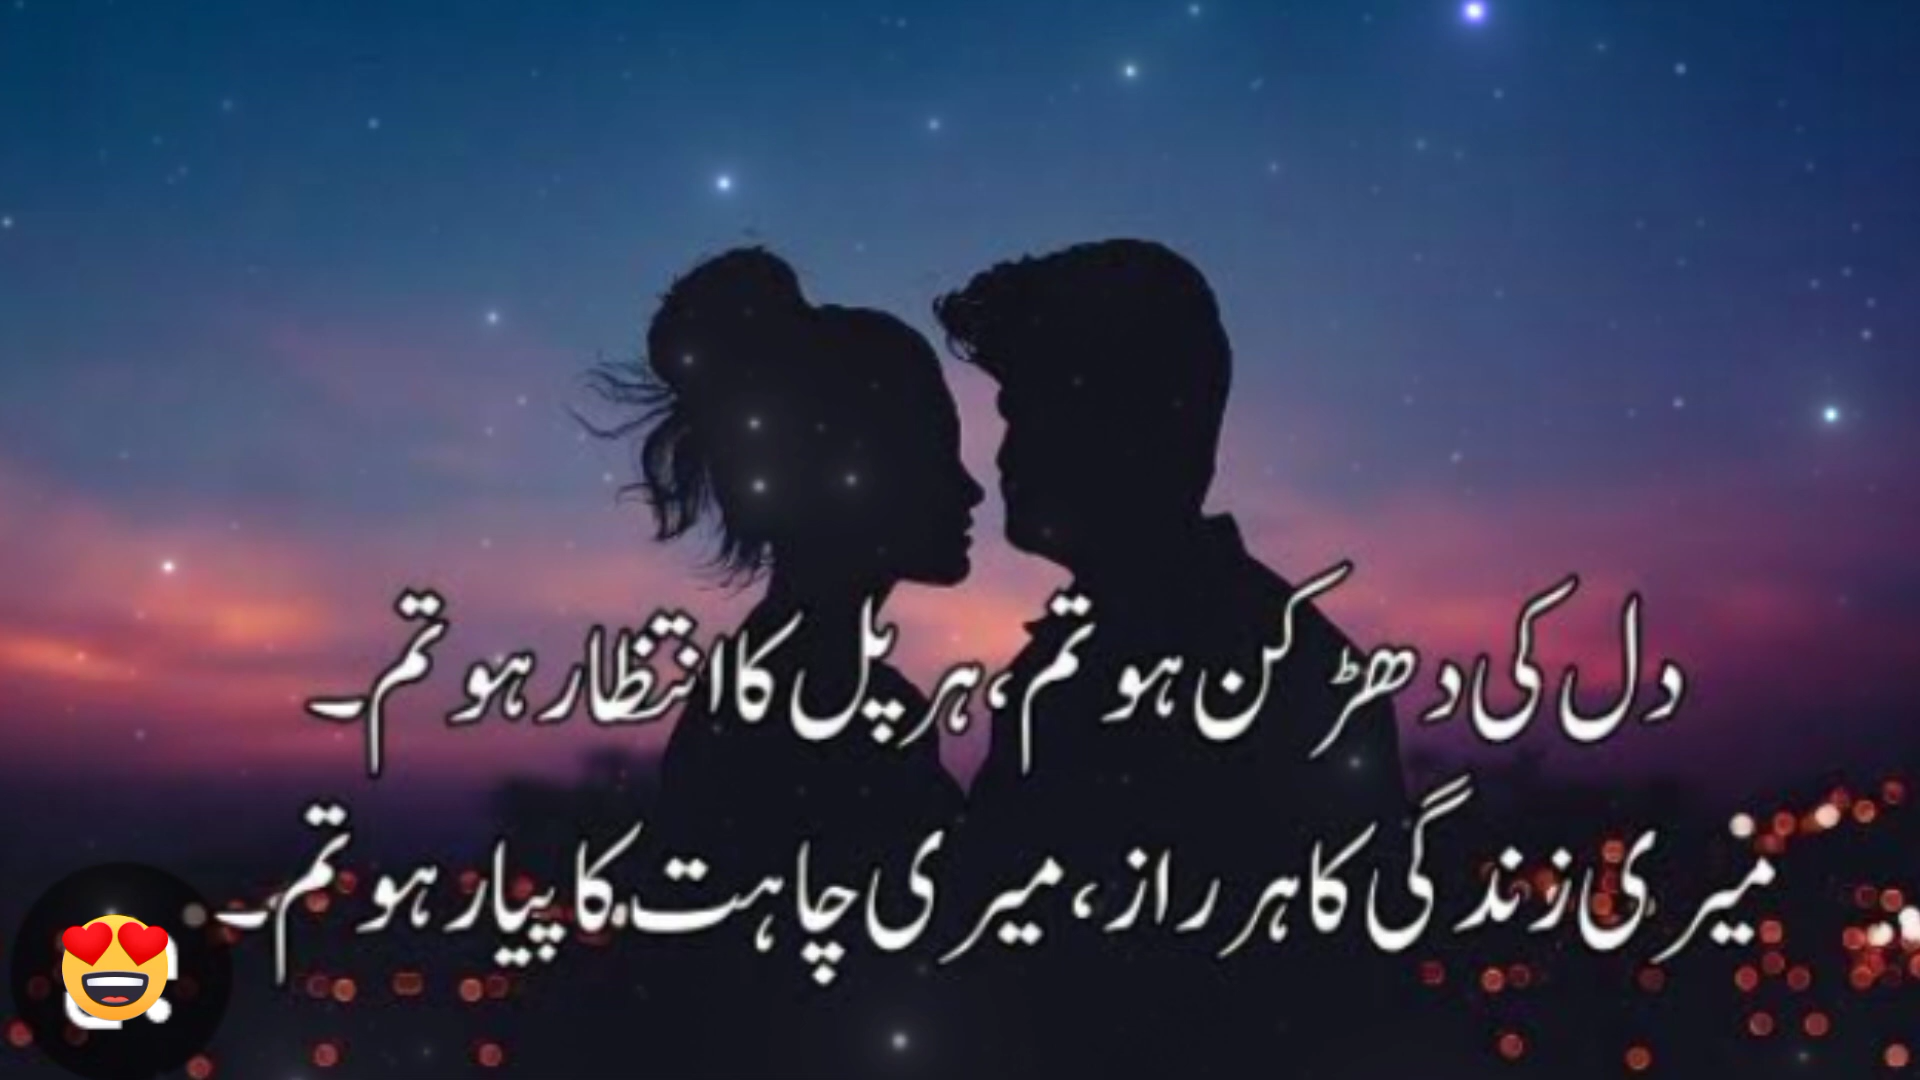 دل کی دھڑکن ہو تم، ہر پل کا انتظار ہو تم۔
میری زندگی کا ہر راز، میری چاہت کا پیار ہو تم۔